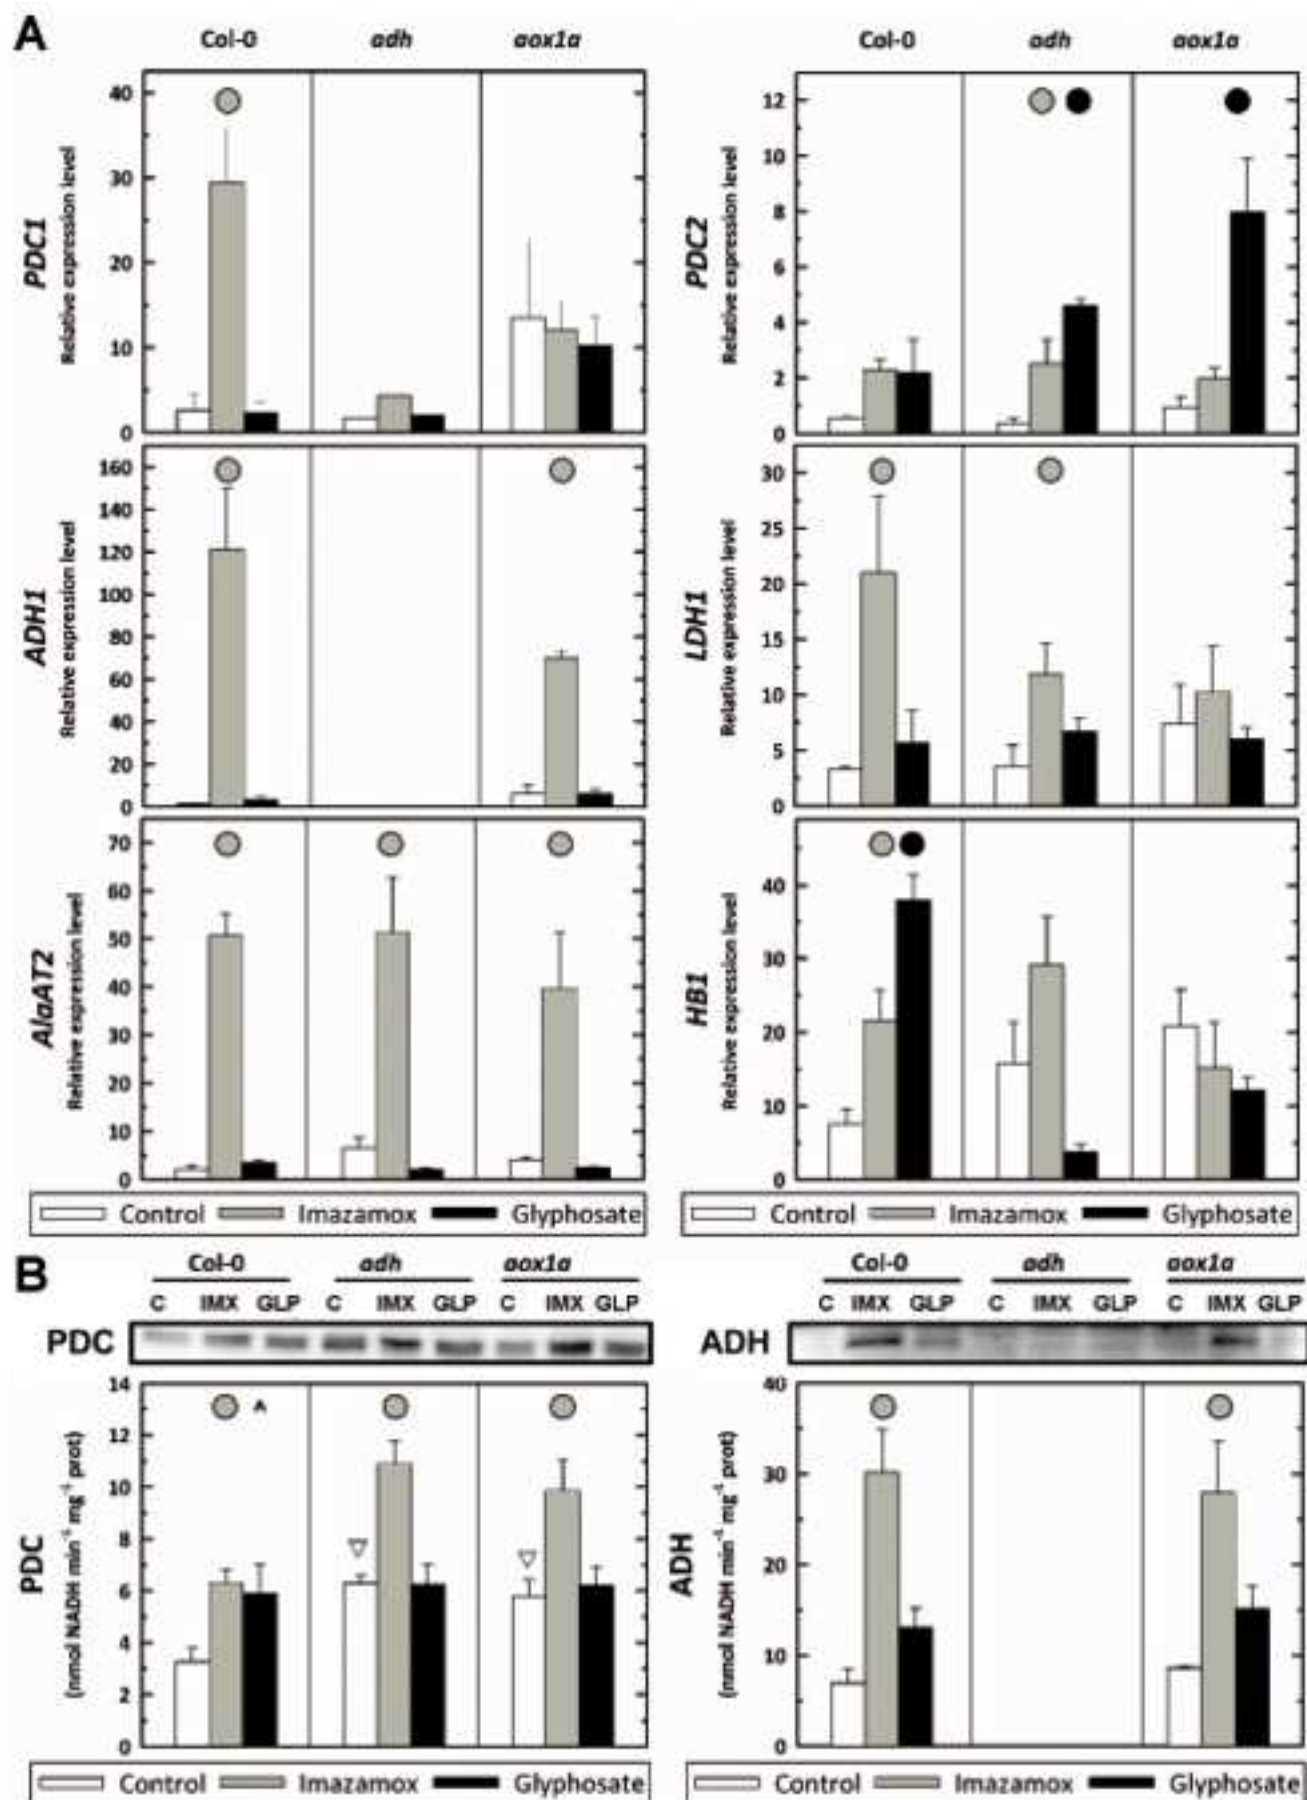 A
Col-0 adh aox1a
Col-0 adh aox1a
PDC1
Relative expression level
40
30
20
10
0
PDC2
Relative expression level
12
10
8
6
4
2
0
ADH1
Relative expression level
160
140
120
100
80
60
40
20
0
LDH1
Relative expression level
30
25
20
15
10
5
0
AlaAT2
Relative expression level
70
60
50
40
30
20
10
0
HB1
Relative expression level
40
30
20
10
0
Control Imazamox Glyphosate
Control Imazamox Glyphosate
B
Col-0 adh aox1a
C IMX GLP C IMX GLP C IMX GLP
PDC
Col-0 adh aox1a
C IMX GLP C IMX GLP C IMX GLP
ADH
PDC
(nmol NADH min⁻¹ mg⁻¹ prot)
14
12
10
8
6
4
2
0
^
ADH
(nmol NADH min⁻¹ mg⁻¹ prot)
40
30
20
10
0
Control Imazamox Glyphosate
Control Imazamox Glyphosate